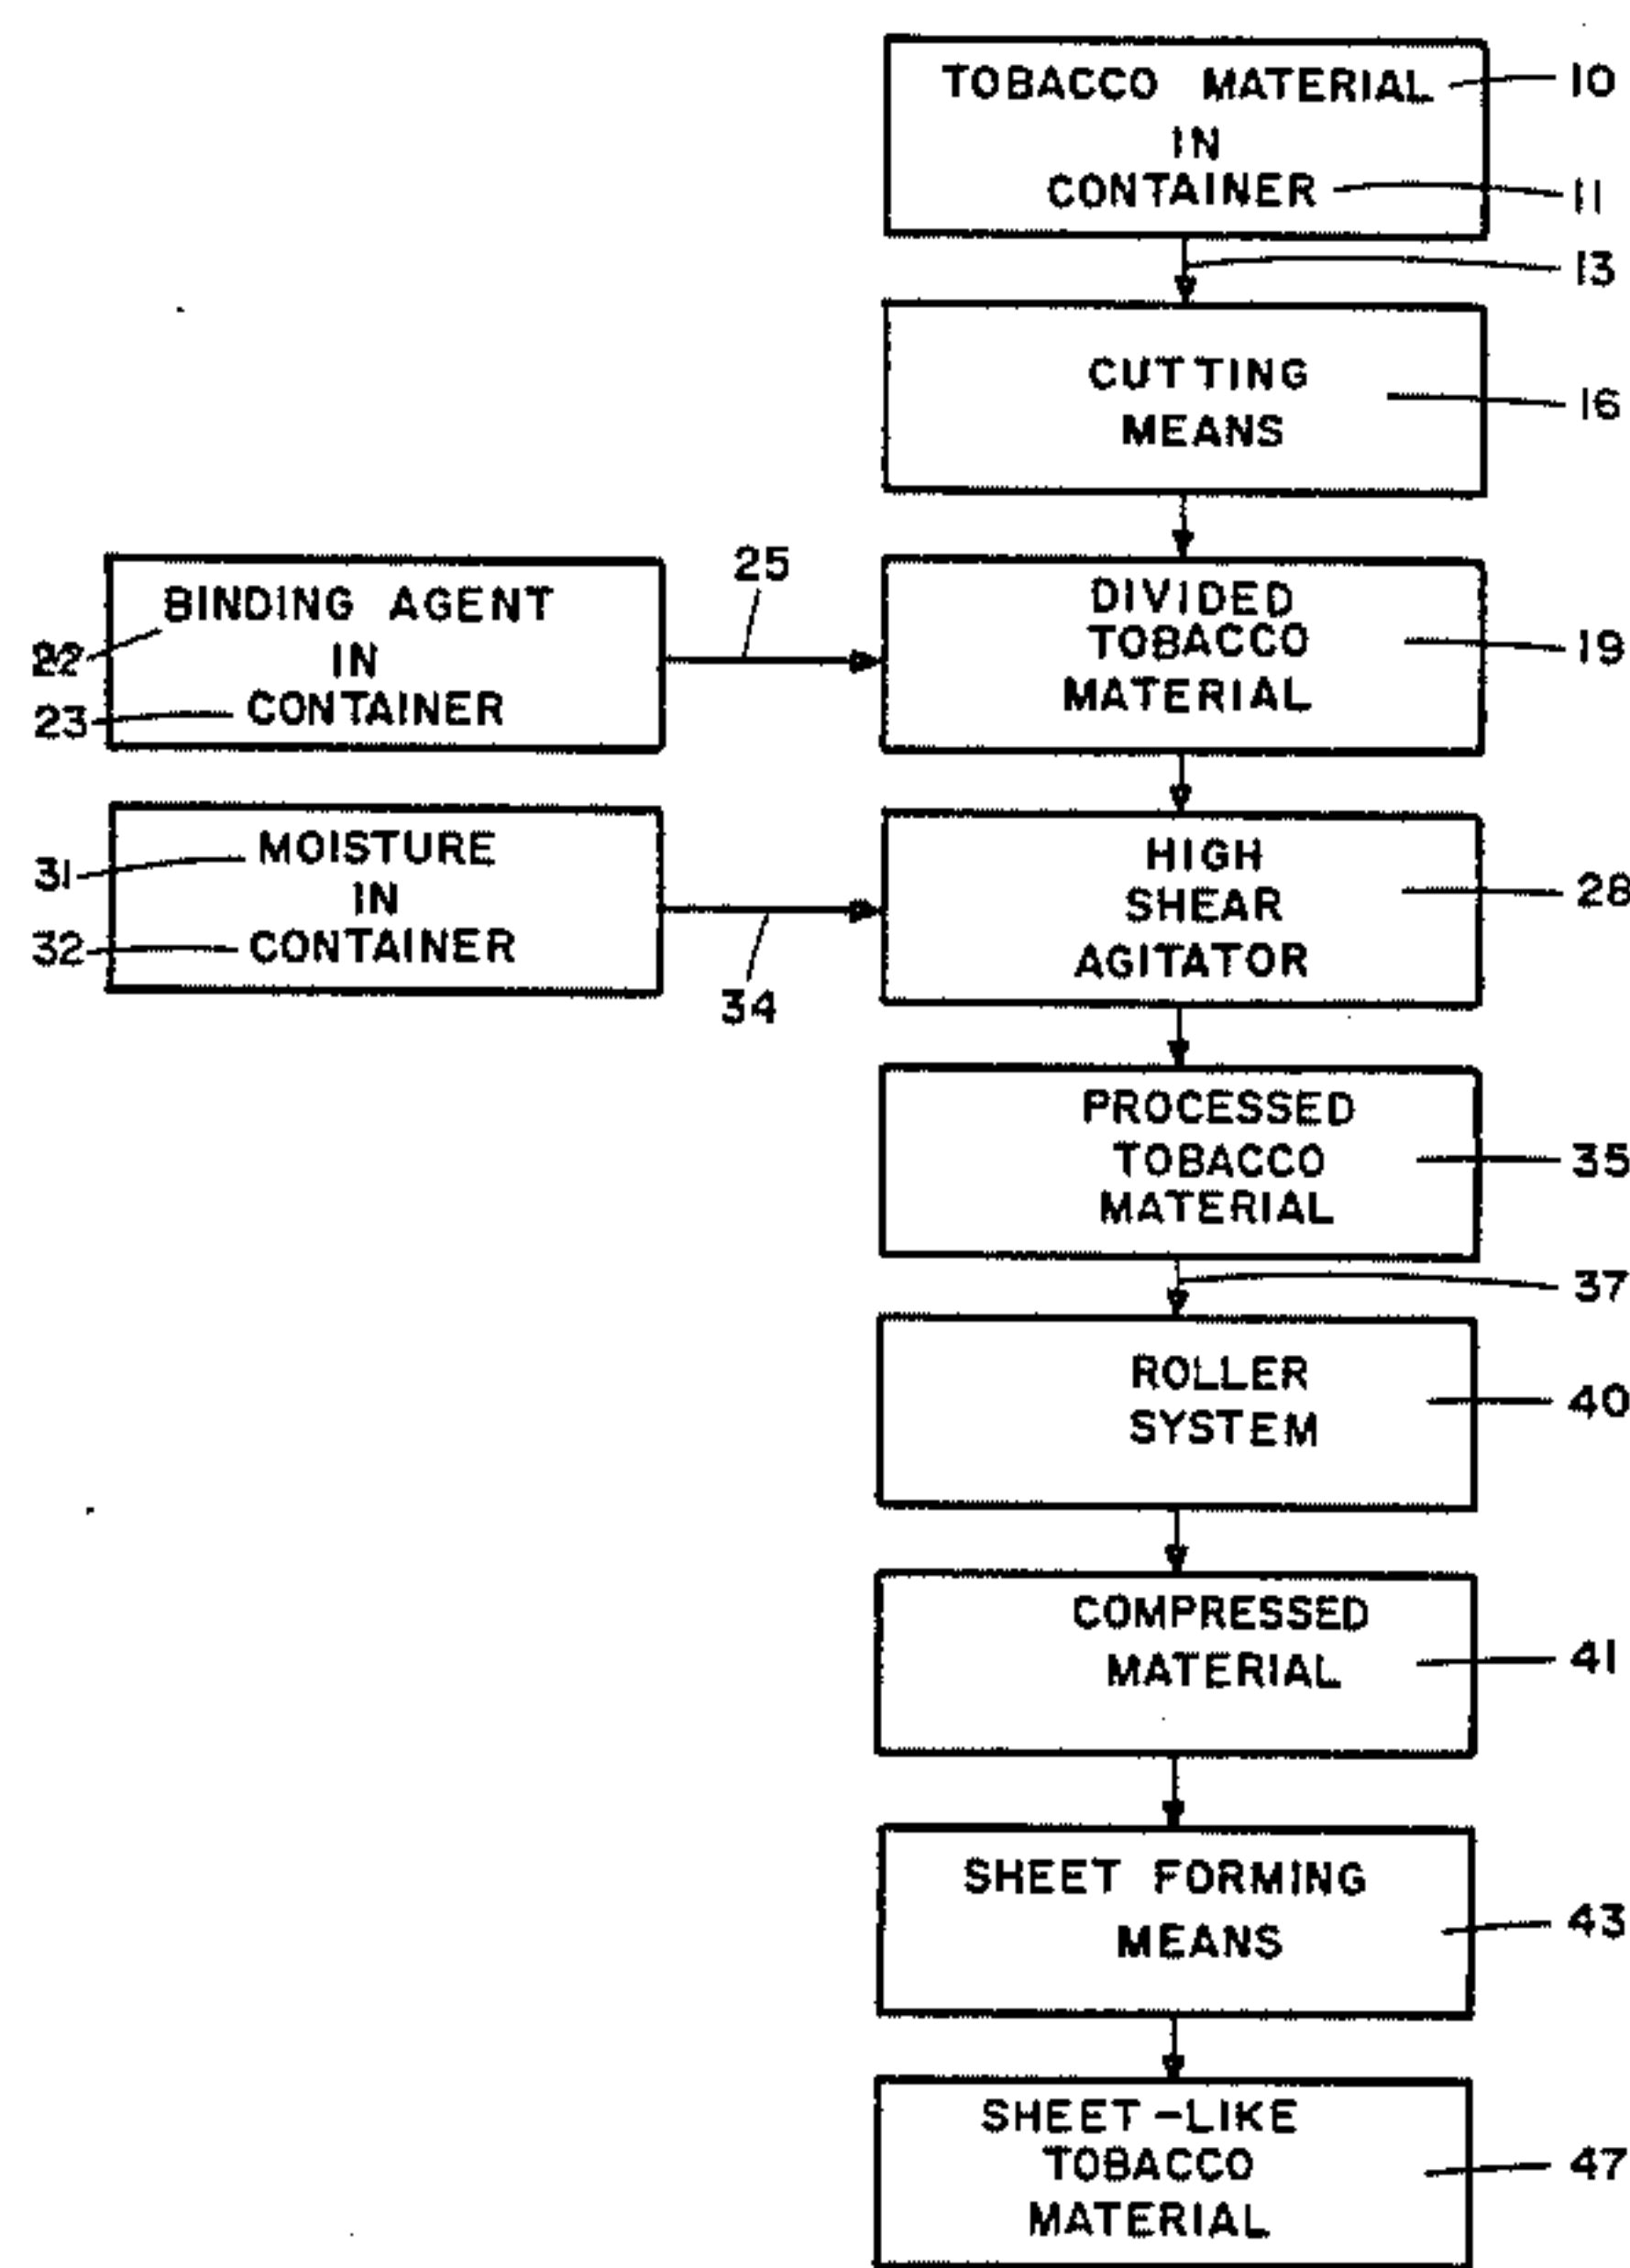 TOBACCO MATERIAL
IN
CONTAINER
10
11
13
CUTTING
MEANS
16
BINDING AGENT
IN
CONTAINER
22
23
25
DIVIDED
TOBACCO
MATERIAL
19
MOISTURE
IN
CONTAINER
31
32
34
HIGH
SHEAR
AGITATOR
28
PROCESSED
TOBACCO
MATERIAL
35
37
ROLLER
SYSTEM
40
COMPRESSED
MATERIAL
41
SHEET FORMING
MEANS
43
SHEET-LIKE
TOBACCO
MATERIAL
47